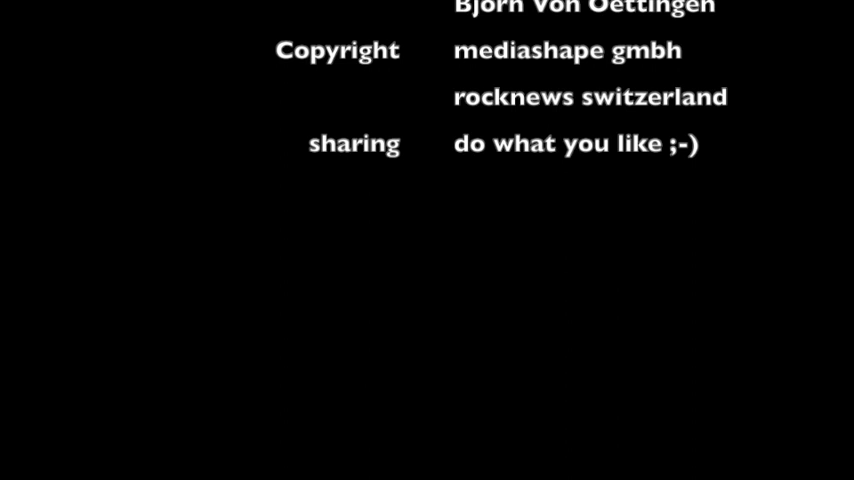 Bjorn Von Oettingen
Copyright mediashape gmbh
rocknews switzerland
sharing do what you like ;-)